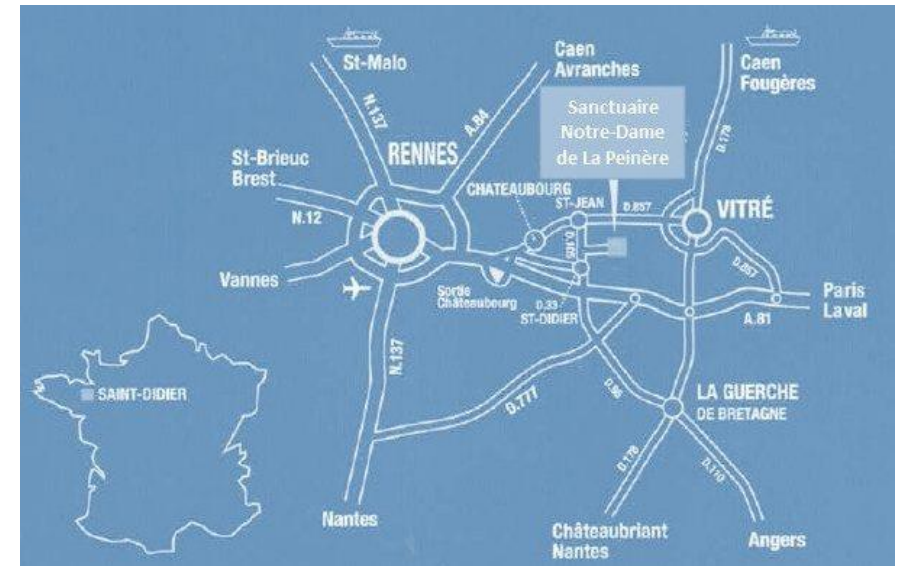 St-Malo
Caen
Avranches
Caen
Fougères
N.137
A.84
Sanctuaire
Notre-Dame
de La Peinère
D.178
St-Brieuc
Brest
RENNES
CHATEAUBOURG
ST-JEAN
D.857
VITRÉ
N.12
D.105
Vannes
D.857
Sortie
Châteaubourg
D.33
ST-DIDIER
Paris
Laval
A.81
N.137
SAINT-DIDIER
D.777
LA GUERCHE
DE BRETAGNE
D.178
Nantes
Châteaubriant
Nantes
Angers